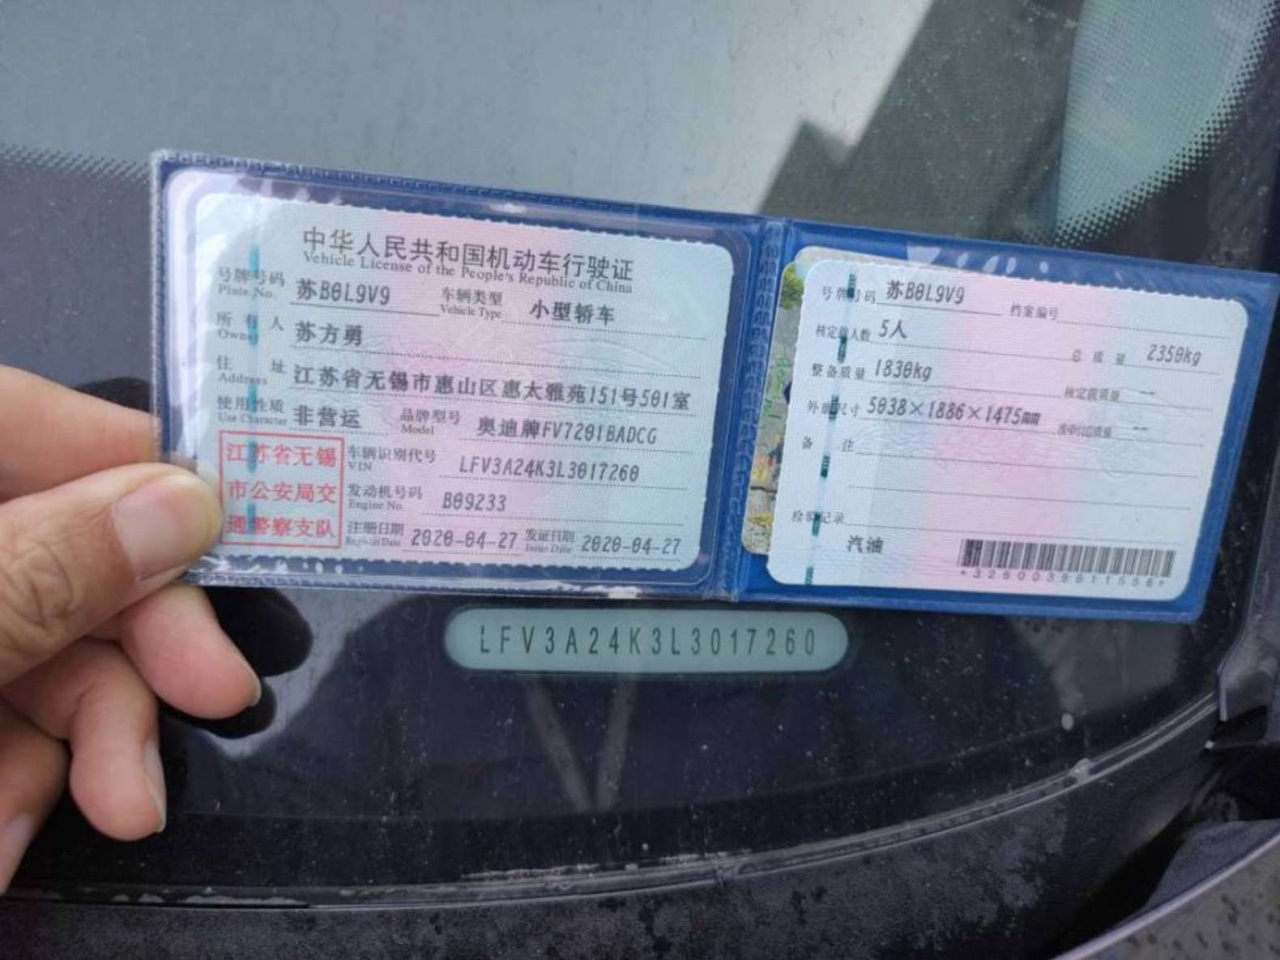 中华人民共和国机动车行驶证
Vehicle License of the People's Republic of China
号牌号码 苏B0L9V9 车辆类型 小型轿车
Plate No. Vehicle Type
所有人 苏方勇
Owner
住址 江苏省无锡市惠山区惠太雅苑151号501室
Address
使用性质 非营运 品牌型号 奥迪牌FV7201BADCG
Use Character Model
江苏省无锡
市公安局交
通警察支队
车辆识别代号 LFV3A24K3L3017260
VIN
发动机号码 B09233
Engine No.
注册日期 2020-04-27 发证日期 2020-04-27
Register Date Issue Date
号牌号码 苏B0L9V9 档案编号
核定载人数 5人 总质量 2350kg
整备质量 1830kg 核定载质量 --
外廓尺寸 5038×1886×1475mm --
备注
检验记录
汽油
LFV3A24K3L3017260